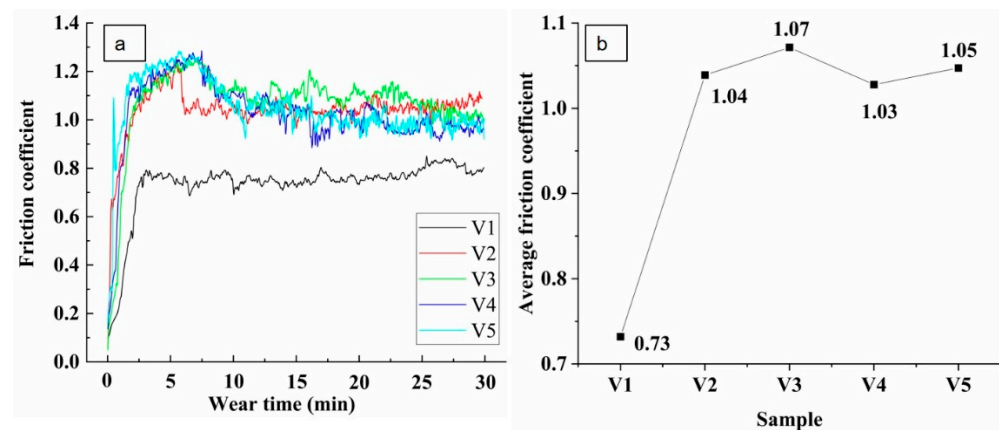 a
Friction coefficient
1.4
1.2
1.0
0.8
0.6
0.4
0.2
0.0
0 5 10 15 20 25 30
Wear time (min)
V1
V2
V3
V4
V5
b
Average friction coefficient
1.1
1.0
0.9
0.8
0.7
0.73
1.04
1.07
1.03
1.05
V1 V2 V3 V4 V5
Sample